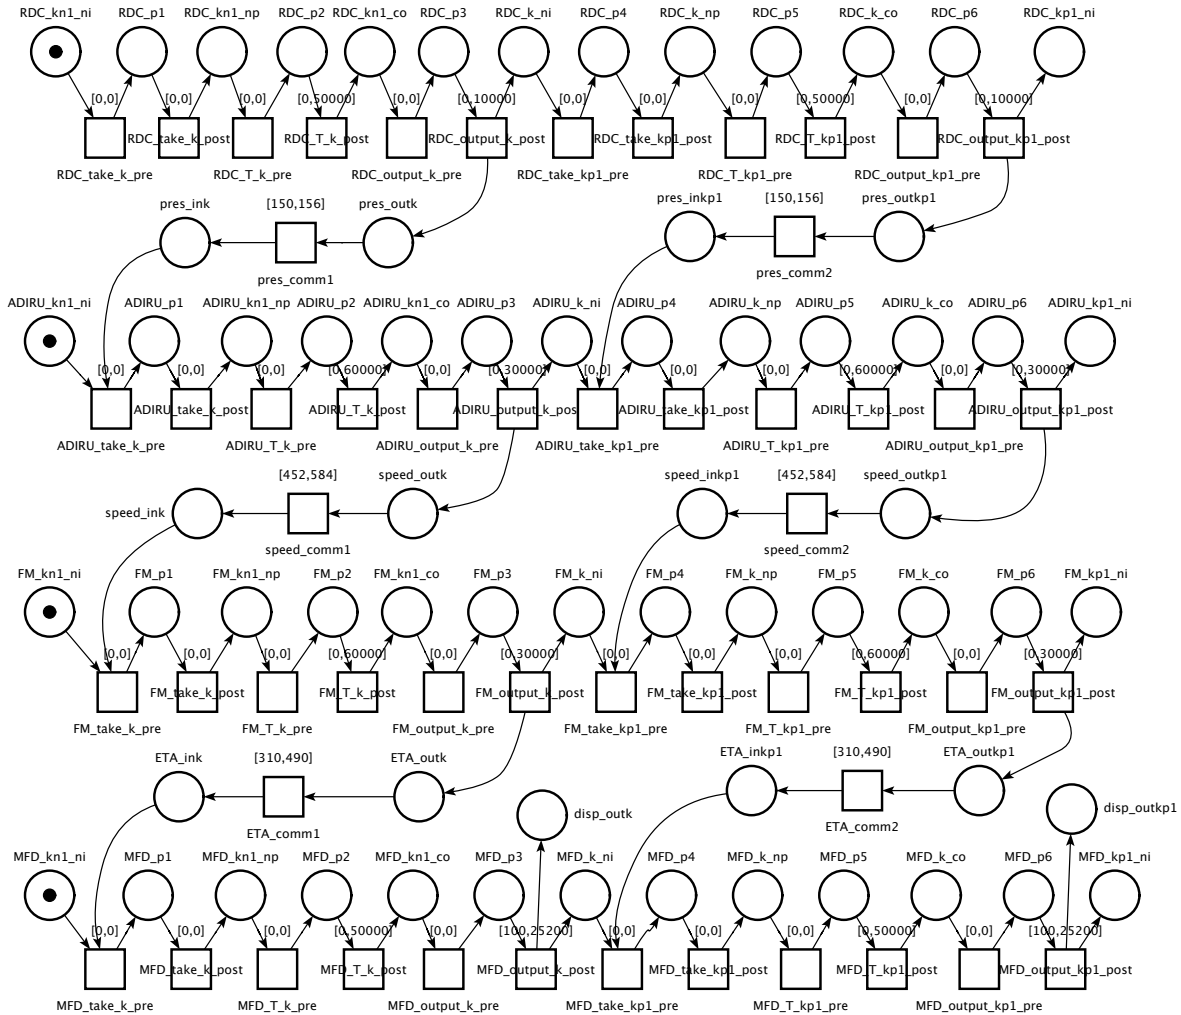 RDC_kn1_ni RDC_p1 RDC_kn1_np RDC_p2 RDC_kn1_co RDC_p3 RDC_k_ni RDC_p4 RDC_k_np RDC_p5 RDC_k_co RDC_p6 RDC_kp1_ni
[0,0] [0,0] [0,0] [0,50000] [0,0] [0,10000] [0,0] [0,0] [0,0] [0,50000] [0,0] [0,10000]
RDC_take_k_post RDC_T_k_post RDC_output_k_post RDC_take_kp1_post RDC_T_kp1_post RDC_output_kp1_post
RDC_take_k_pre RDC_T_k_pre RDC_output_k_pre RDC_take_kp1_pre RDC_T_kp1_pre RDC_output_kp1_pre
pres_ink [150,156] pres_outk pres_inkp1 [150,156] pres_outkp1
pres_comm1 pres_comm2
ADIRU_kn1_ni ADIRU_p1 ADIRU_kn1_np ADIRU_p2 ADIRU_kn1_co ADIRU_p3 ADIRU_k_ni ADIRU_p4 ADIRU_k_np ADIRU_p5 ADIRU_k_co ADIRU_p6 ADIRU_kp1_ni
[0,0] [0,0] [0,0] [0,60000] [0,0] [0,30000] [0,0] [0,0] [0,0] [0,60000] [0,0] [0,30000]
ADIRU_take_k_post ADIRU_T_k_post ADIRU_output_k_pos ADIRU_take_kp1_post ADIRU_T_kp1_post ADIRU_output_kp1_post
ADIRU_take_k_pre ADIRU_T_k_pre ADIRU_output_k_pre ADIRU_take_kp1_pre ADIRU_T_kp1_pre ADIRU_output_kp1_pre
[452,584] speed_outk speed_inkp1 [452,584] speed_outkp1
speed_ink
speed_comm1 speed_comm2
FM_kn1_ni FM_p1 FM_kn1_np FM_p2 FM_kn1_co FM_p3 FM_k_ni FM_p4 FM_k_np FM_p5 FM_k_co FM_p6 FM_kp1_ni
[0,0] [0,0] [0,0] [0,60000] [0,0] [0,30000] [0,0] [0,0] [0,0] [0,60000] [0,0] [0,30000]
FM_take_k_post FM_T_k_post FM_output_k_post FM_take_kp1_post FM_T_kp1_post FM_output_kp1_post
FM_take_k_pre FM_T_k_pre FM_output_k_pre FM_take_kp1_pre FM_T_kp1_pre FM_output_kp1_pre
ETA_ink [310,490] ETA_outk ETA_inkp1 [310,490] ETA_outkp1
disp_outk disp_outkp1
ETA_comm1 ETA_comm2
MFD_kn1_ni MFD_p1 MFD_kn1_np MFD_p2 MFD_kn1_co MFD_p3 MFD_k_ni MFD_p4 MFD_k_np MFD_p5 MFD_k_co MFD_p6 MFD_kp1_ni
[0,0] [0,0] [0,0] [0,50000] [0,0] [100,25200] [0,0] [0,0] [0,0] [0,50000] [0,0] [100,25200]
MFD_take_k_post MFD_T_k_post MFD_output_k_post MFD_take_kp1_post MFD_T_kp1_post MFD_output_kp1_post
MFD_take_k_pre MFD_T_k_pre MFD_output_k_pre MFD_take_kp1_pre MFD_T_kp1_pre MFD_output_kp1_pre